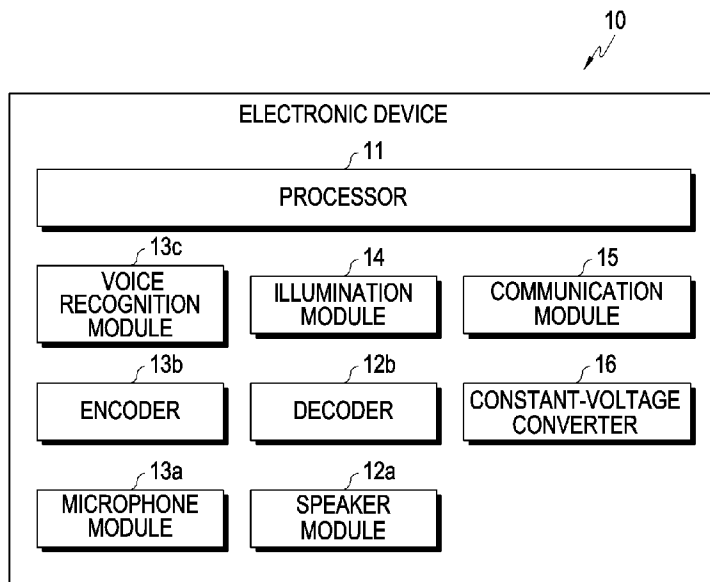 10
ELECTRONIC DEVICE
11
PROCESSOR
13c
VOICE
RECOGNITION
MODULE
14
ILLUMINATION
MODULE
15
COMMUNICATION
MODULE
13b
ENCODER
12b
DECODER
16
CONSTANT-VOLTAGE
CONVERTER
13a
MICROPHONE
MODULE
12a
SPEAKER
MODULE